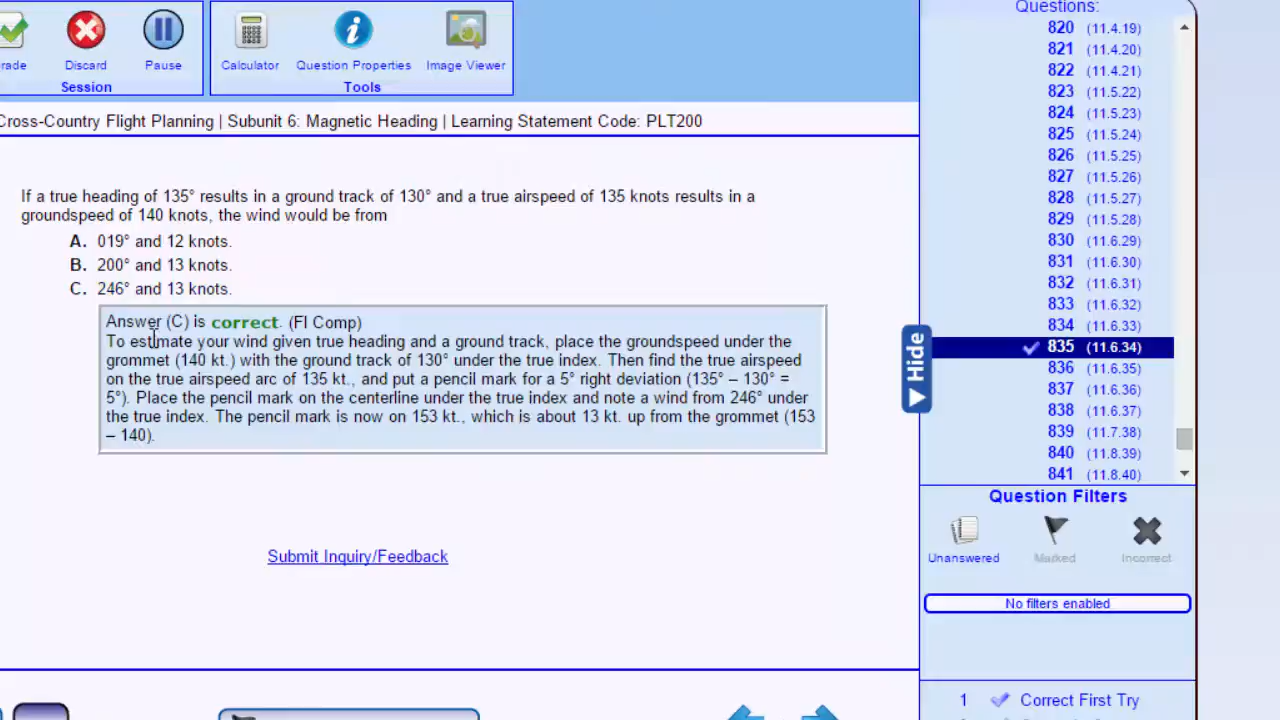 rade
Discard
Pause
Session
Calculator
Question Properties
Image Viewer
Tools
Cross-Country Flight Planning | Subunit 6: Magnetic Heading | Learning Statement Code: PLT200
If a true heading of 135° results in a ground track of 130° and a true airspeed of 135 knots results in a
groundspeed of 140 knots, the wind would be from
A. 019° and 12 knots.
B. 200° and 13 knots.
C. 246° and 13 knots.
Answer (C) is correct. (FI Comp)
To estimate your wind given true heading and a ground track, place the groundspeed under the
grommet (140 kt.) with the ground track of 130° under the true index. Then find the true airspeed
on the true airspeed arc of 135 kt., and put a pencil mark for a 5° right deviation (135° – 130° =
5°). Place the pencil mark on the centerline under the true index and note a wind from 246° under
the true index. The pencil mark is now on 153 kt., which is about 13 kt. up from the grommet (153
– 140).
Submit Inquiry/Feedback
Hide
Questions:
820 (11.4.19)
821 (11.4.20)
822 (11.4.21)
823 (11.5.22)
824 (11.5.23)
825 (11.5.24)
826 (11.5.25)
827 (11.5.26)
828 (11.5.27)
829 (11.5.28)
830 (11.6.29)
831 (11.6.30)
832 (11.6.31)
833 (11.6.32)
834 (11.6.33)
835 (11.6.34)
836 (11.6.35)
837 (11.6.36)
838 (11.6.37)
839 (11.7.38)
840 (11.8.39)
841 (11.8.40)
Question Filters
Unanswered
Marked
Incorrect
No filters enabled
1 Correct First Try